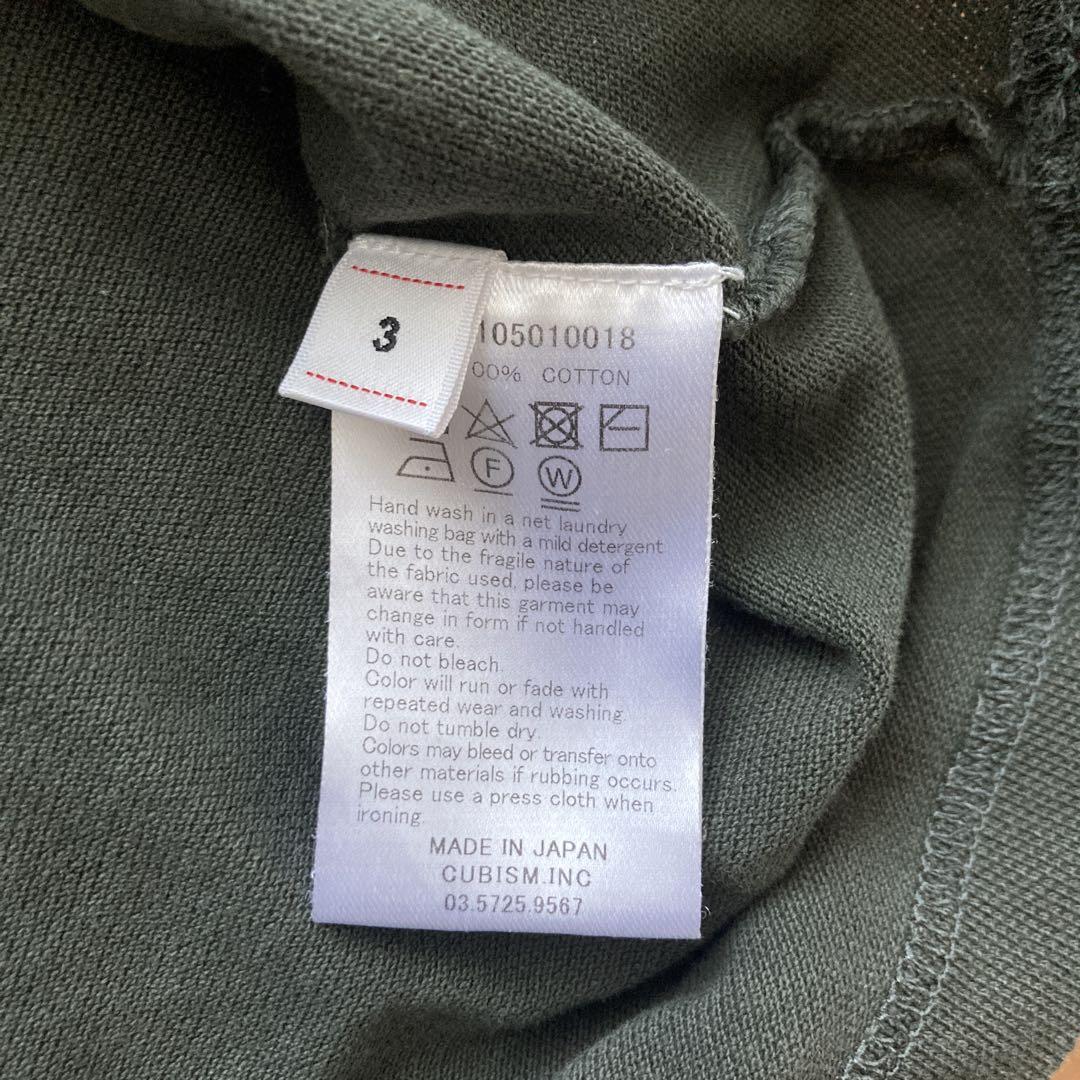 3
105010018
00% COTTON
F
W
Hand wash in a net laundry
washing bag with a mild detergent
Due to the fragile nature of
the fabric used, please be
aware that this garment may
change in form if not handled
with care.
Do not bleach.
Color will run or fade with
repeated wear and washing.
Do not tumble dry.
Colors may bleed or transfer onto
other materials if rubbing occurs.
Please use a press cloth when
ironing.
MADE IN JAPAN
CUBISM.INC
03.5725.9567